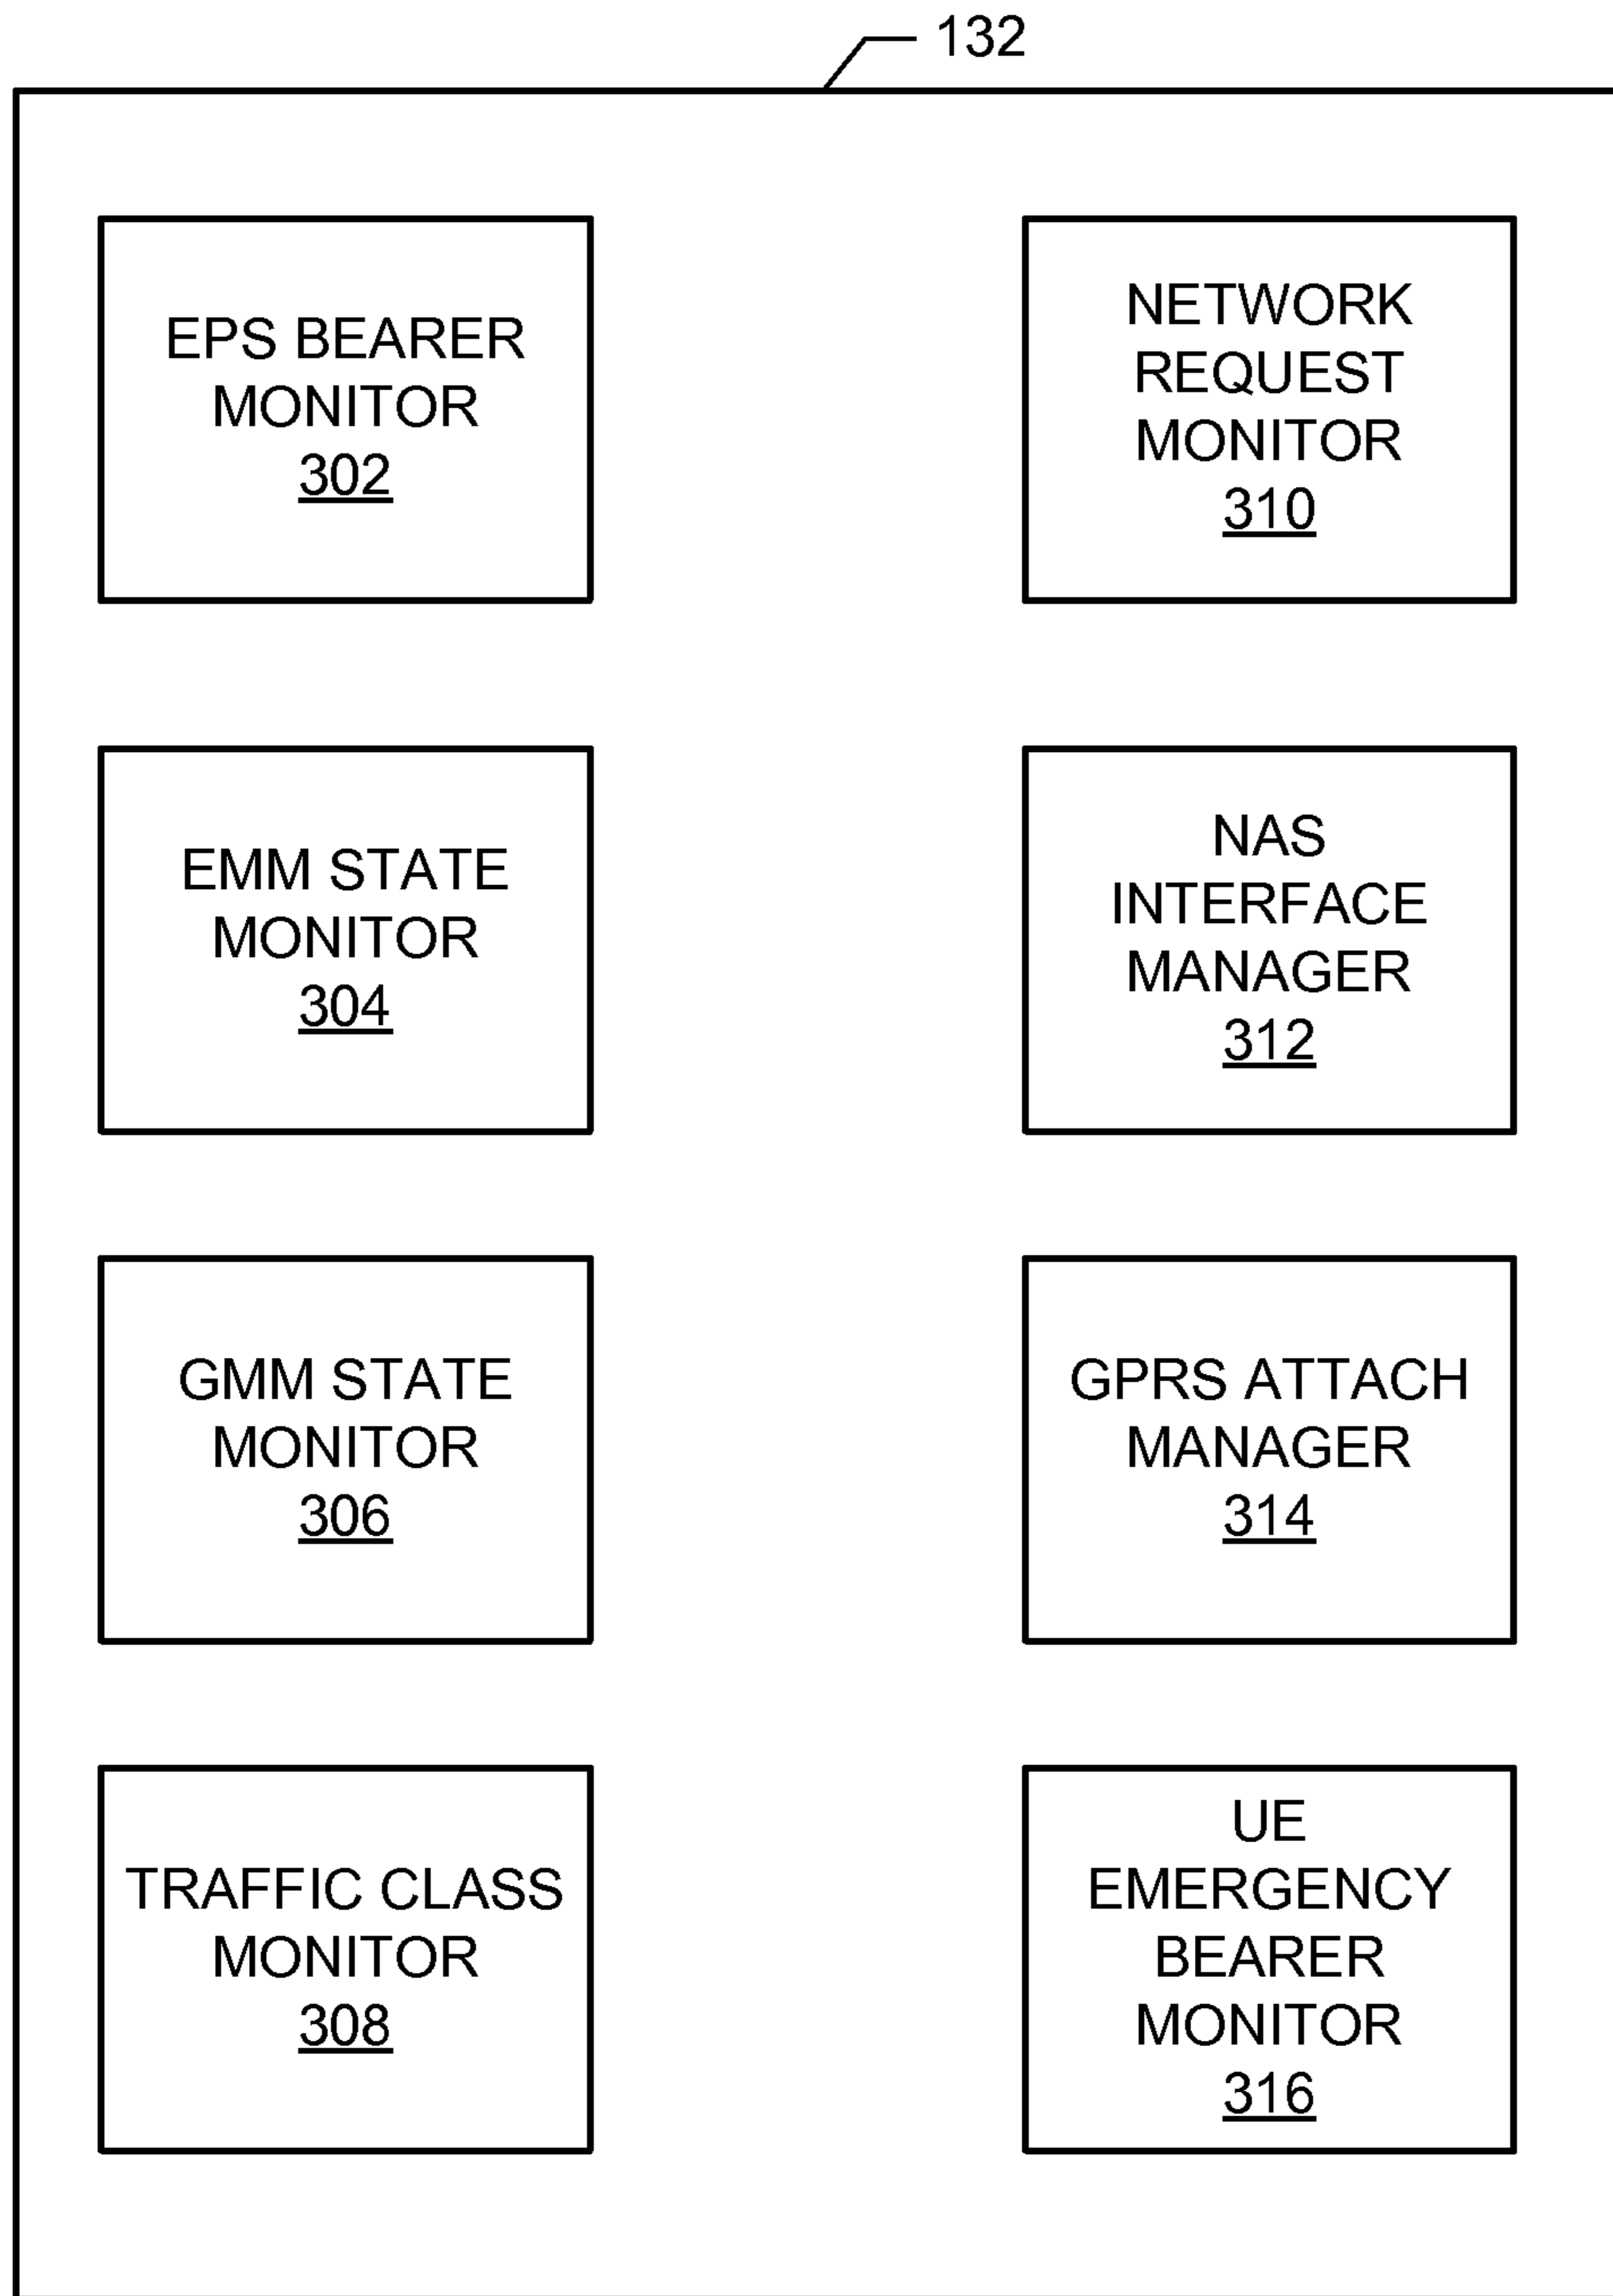 132
EPS BEARER
MONITOR
302
NETWORK
REQUEST
MONITOR
310
EMM STATE
MONITOR
304
NAS
INTERFACE
MANAGER
312
GMM STATE
MONITOR
306
GPRS ATTACH
MANAGER
314
TRAFFIC CLASS
MONITOR
308
UE
EMERGENCY
BEARER
MONITOR
316